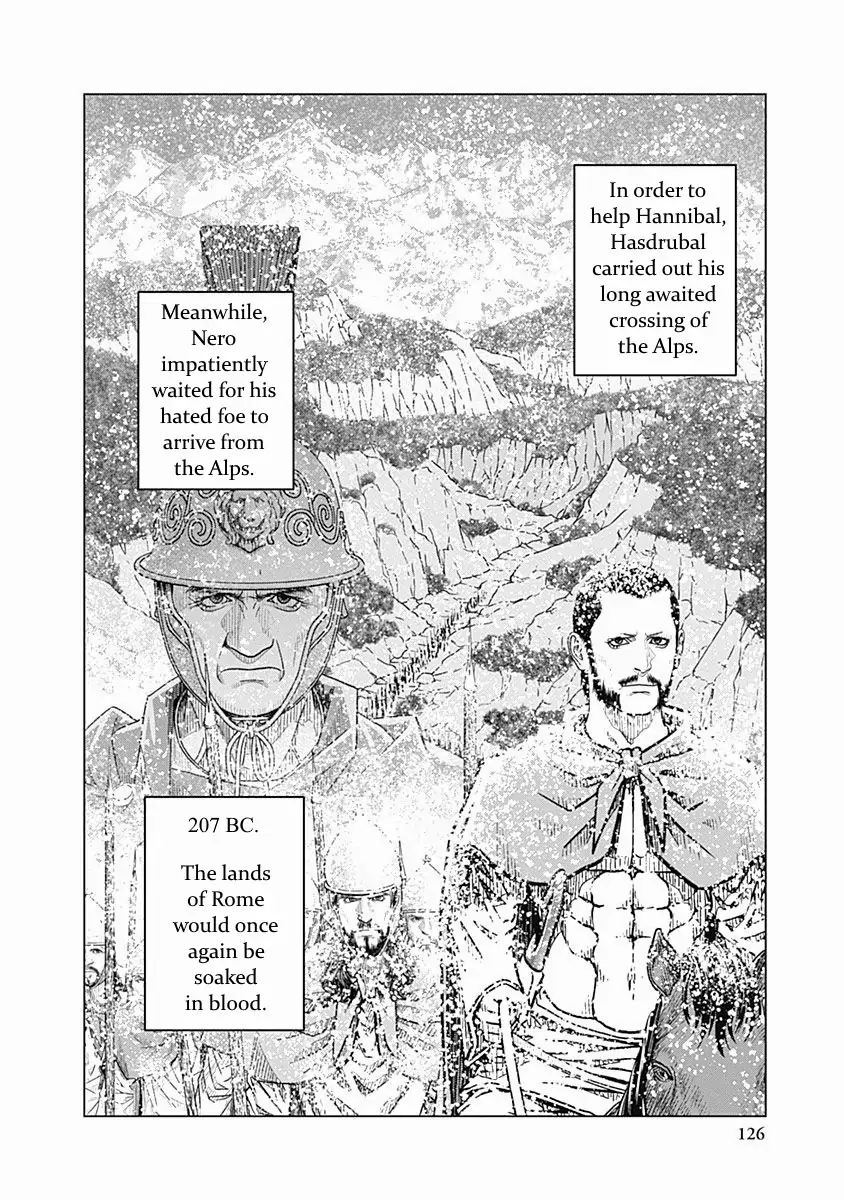 In order to
help Hannibal,
Hasdrubal
carried out his
long awaited
crossing of
the Alps.
Meanwhile,
Nero
impatiently
waited for his
hated foe to
arrive from
the Alps.
207 BC.
The lands
of Rome
would once
again be
soaked
in blood.
126